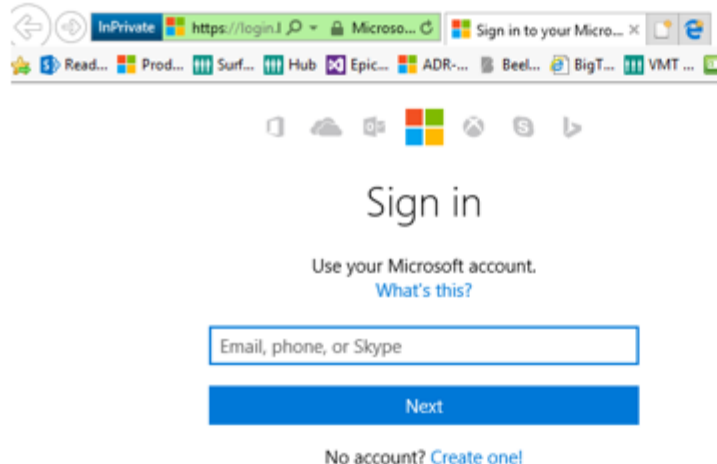 InPrivate https://login.l Microso... Sign in to your Micro...
Read... Prod... Surf... Hub Epic... ADR-... Beel... BigT... VMT ...
Sign in
Use your Microsoft account.
What's this?
Email, phone, or Skype
Next
No account? Create one!